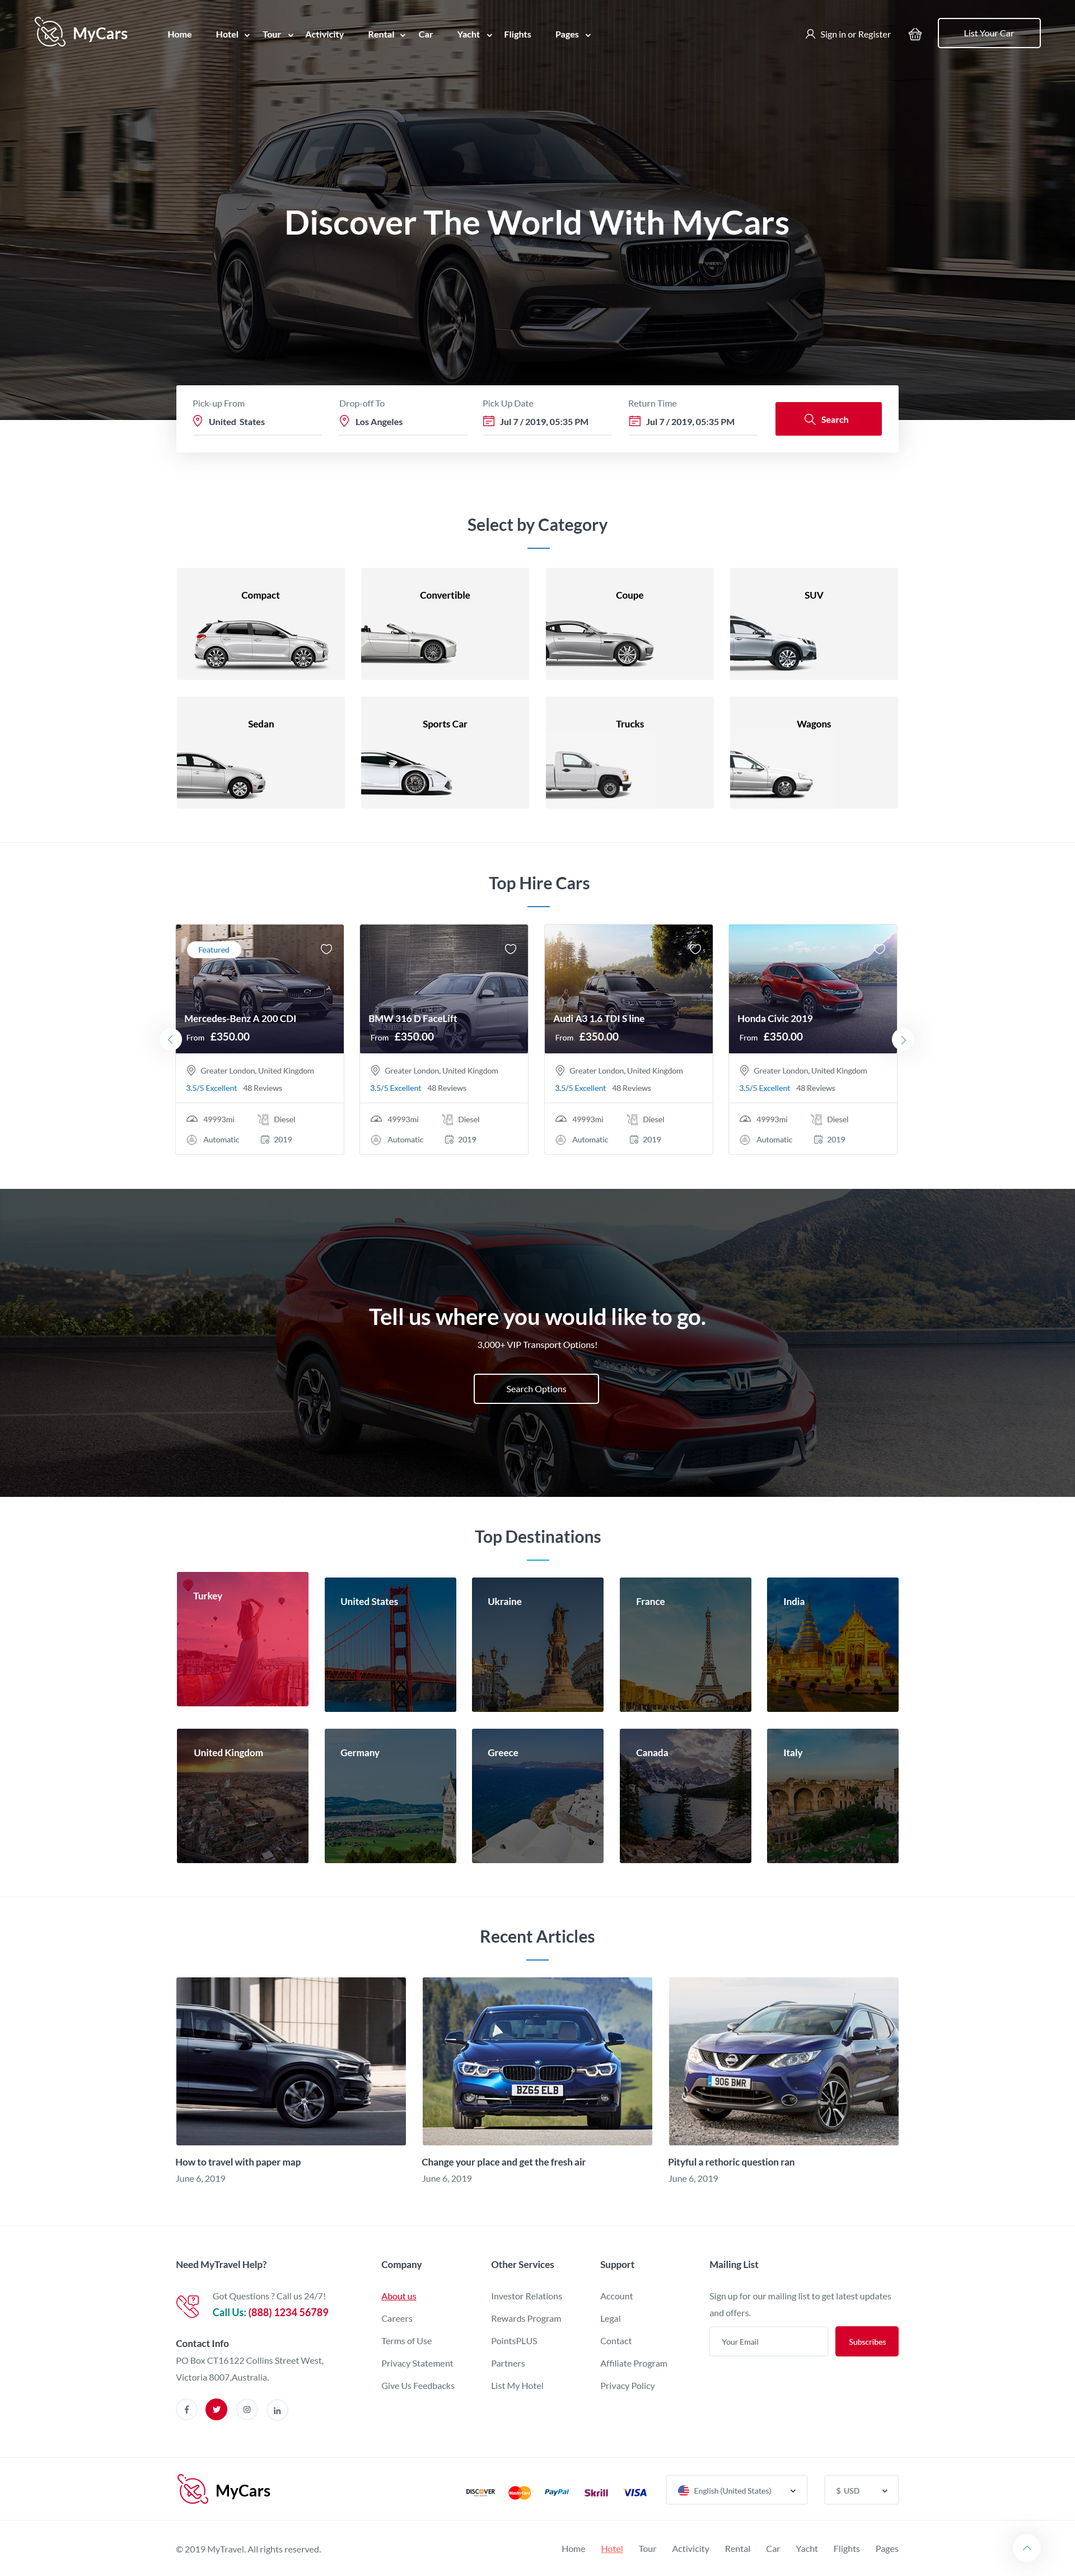 MyCars Home Hotel Tour Activicity Rental Car Yacht Flights Pages Sign in or Register List Your Car
Discover The World With MyCars
Pick-up From Drop-off To Pick Up Date Return Time
United States Los Angeles Jul 7 / 2019, 05:35 PM Jul 7 / 2019, 05:35 PM Search
Select by Category
Compact Convertible Coupe SUV
Sedan Sports Car Trucks Wagons
Top Hire Cars
Featured
Mercedes-Benz A 200 CDI
From £350.00
Greater London, United Kingdom
3.5/5 Excellent 48 Reviews
49993mi Diesel
Automatic 2019
BMW 316 D FaceLift
From £350.00
Greater London, United Kingdom
3.5/5 Excellent 48 Reviews
49993mi Diesel
Automatic 2019
Audi A3 1.6 TDI S line
From £350.00
Greater London, United Kingdom
3.5/5 Excellent 48 Reviews
49993mi Diesel
Automatic 2019
Honda Civic 2019
From £350.00
Greater London, United Kingdom
3.5/5 Excellent 48 Reviews
49993mi Diesel
Automatic 2019
Tell us where you would like to go.
3,000+ VIP Transport Options!
Search Options
Top Destinations
Turkey United States Ukraine France India
United Kingdom Germany Greece Canada Italy
Recent Articles
BZ65 ELB
906 BMR
How to travel with paper map
June 6, 2019
Change your place and get the fresh air
June 6, 2019
Pityful a rethoric question ran
June 6, 2019
Need MyTravel Help?
Got Questions ? Call us 24/7!
Call Us: (888) 1234 56789
Contact Info
PO Box CT16122 Collins Street West,
Victoria 8007,Australia.
Company
About us
Careers
Terms of Use
Privacy Statement
Give Us Feedbacks
Other Services
Investor Relations
Rewards Program
PointsPLUS
Partners
List My Hotel
Support
Account
Legal
Contact
Affiliate Program
Privacy Policy
Mailing List
Sign up for our mailing list to get latest updates
and offers.
Your Email Subscribes
MyCars DISCOVER MasterCard PayPal Skrill VISA English (United States) $ USD
© 2019 MyTravel. All rights reserved. Home Hotel Tour Activicity Rental Car Yacht Flights Pages